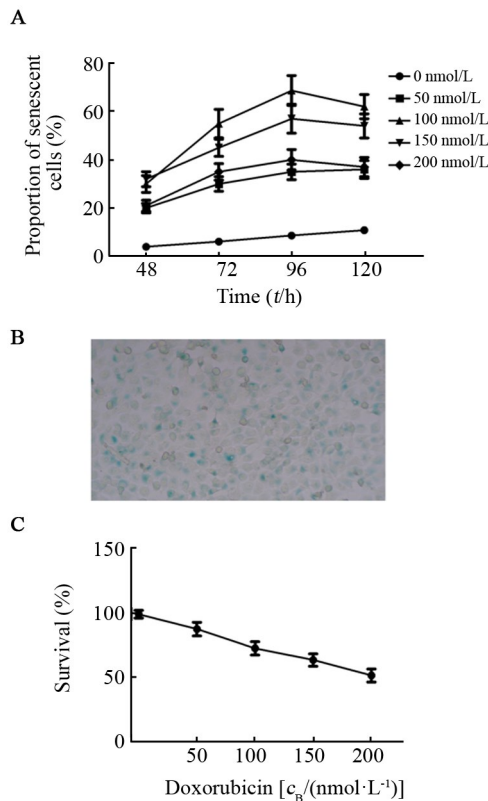 A
Proportion of senescent
cells (%)
80
60
40
20
0
48 72 96 120
Time (t/h)
0 nmol/L
50 nmol/L
100 nmol/L
150 nmol/L
200 nmol/L
B
C
Survival (%)
150
100
50
0
50 100 150 200
Doxorubicin [cB/(nmol·L-1)]